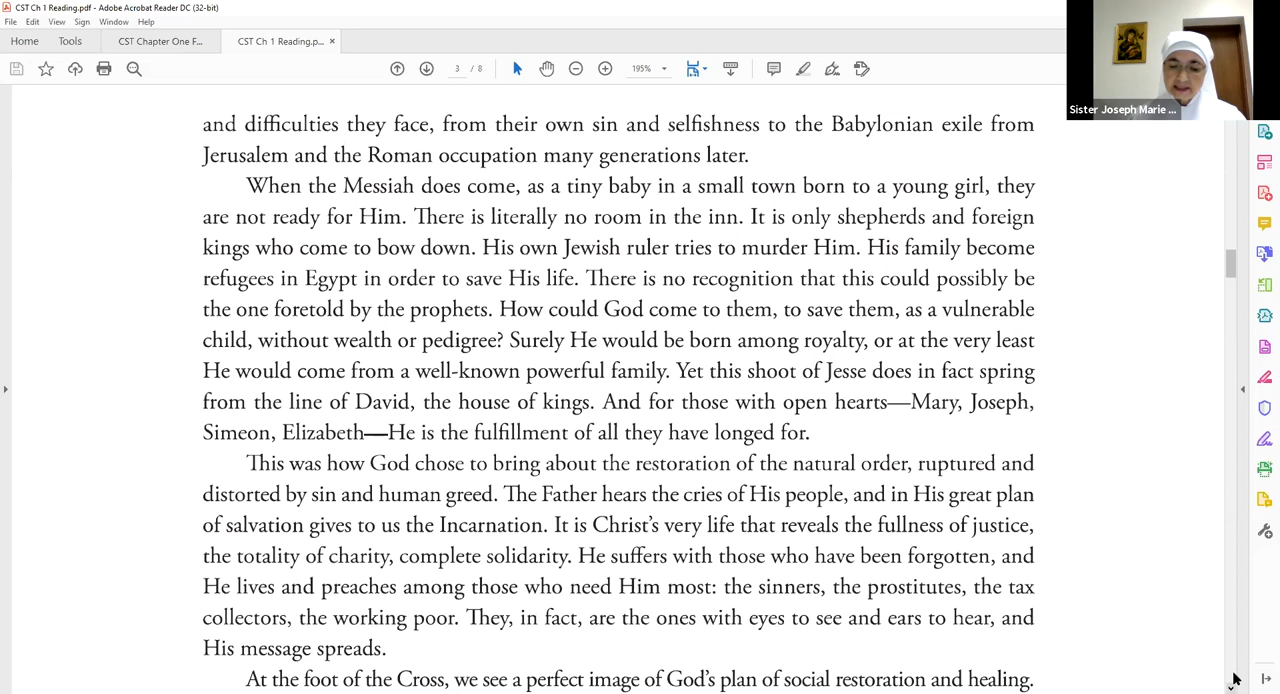 CST Ch 1 Reading.pdf - Adobe Acrobat Reader DC (32-bit)
File Edit View Sign Window Help
Home Tools CST Chapter One F... CST Ch 1 Reading.p... ×
3 / 8 195%
Sister Joseph Marie ...
and difficulties they face, from their own sin and selfishness to the Babylonian exile from
Jerusalem and the Roman occupation many generations later.
When the Messiah does come, as a tiny baby in a small town born to a young girl, they
are not ready for Him. There is literally no room in the inn. It is only shepherds and foreign
kings who come to bow down. His own Jewish ruler tries to murder Him. His family become
refugees in Egypt in order to save His life. There is no recognition that this could possibly be
the one foretold by the prophets. How could God come to them, to save them, as a vulnerable
child, without wealth or pedigree? Surely He would be born among royalty, or at the very least
He would come from a well-known powerful family. Yet this shoot of Jesse does in fact spring
from the line of David, the house of kings. And for those with open hearts—Mary, Joseph,
Simeon, Elizabeth—He is the fulfillment of all they have longed for.
This was how God chose to bring about the restoration of the natural order, ruptured and
distorted by sin and human greed. The Father hears the cries of His people, and in His great plan
of salvation gives to us the Incarnation. It is Christ's very life that reveals the fullness of justice,
the totality of charity, complete solidarity. He suffers with those who have been forgotten, and
He lives and preaches among those who need Him most: the sinners, the prostitutes, the tax
collectors, the working poor. They, in fact, are the ones with eyes to see and ears to hear, and
His message spreads.
At the foot of the Cross, we see a perfect image of God's plan of social restoration and healing.